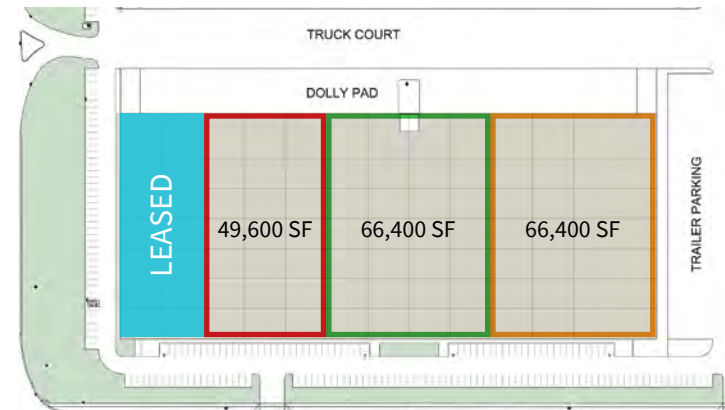 TRUCK COURT
DOLLY PAD
LEASED
49,600 SF
66,400 SF
66,400 SF
TRAILER PARKING